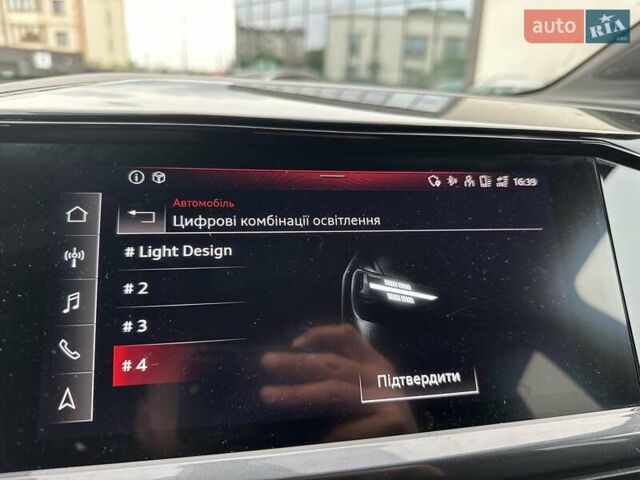 auto RIA
16:39
Автомобіль
Цифрові комбінації освітлення
# Light Design
# 2
# 3
# 4
Підтвердити